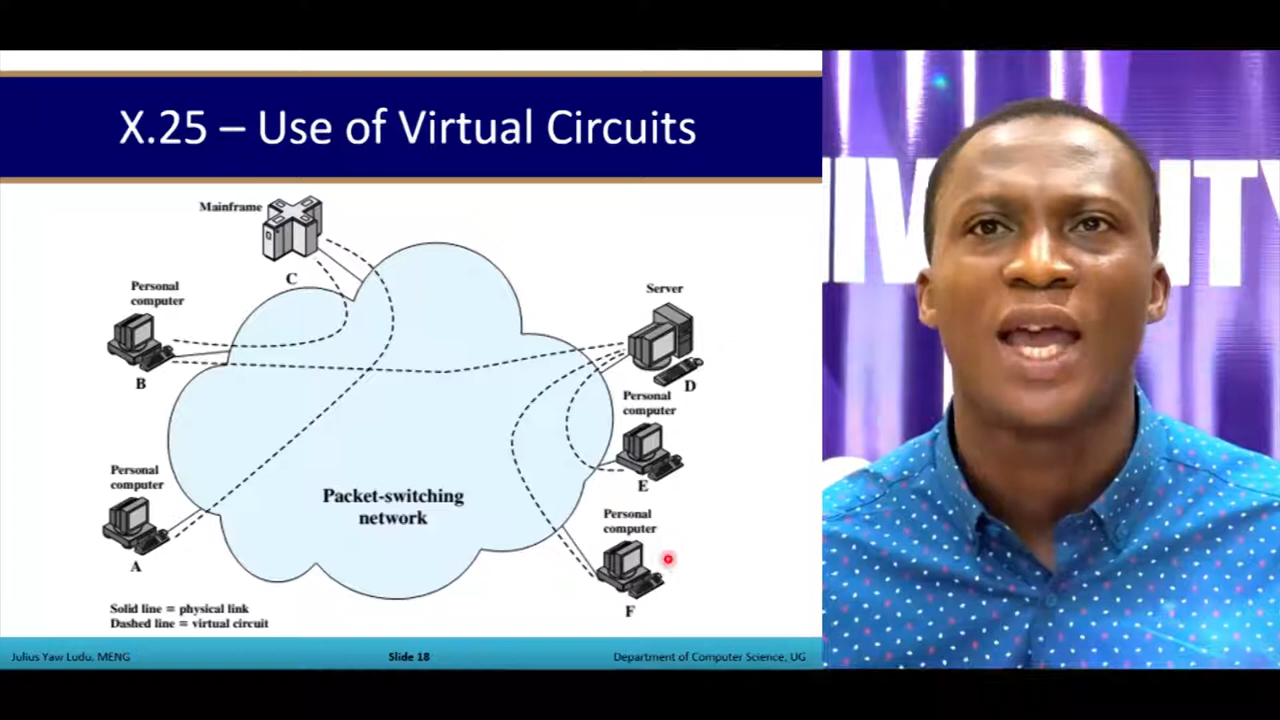 X.25 – Use of Virtual Circuits
Mainframe
C
Personal
computer
B
Server
D
Personal
computer
E
Personal
computer
A
Packet-switching
network
Personal
computer
F
Solid line = physical link
Dashed line = virtual circuit
Julius Yaw Ludu, MENG
Slide 18
Department of Computer Science, UG